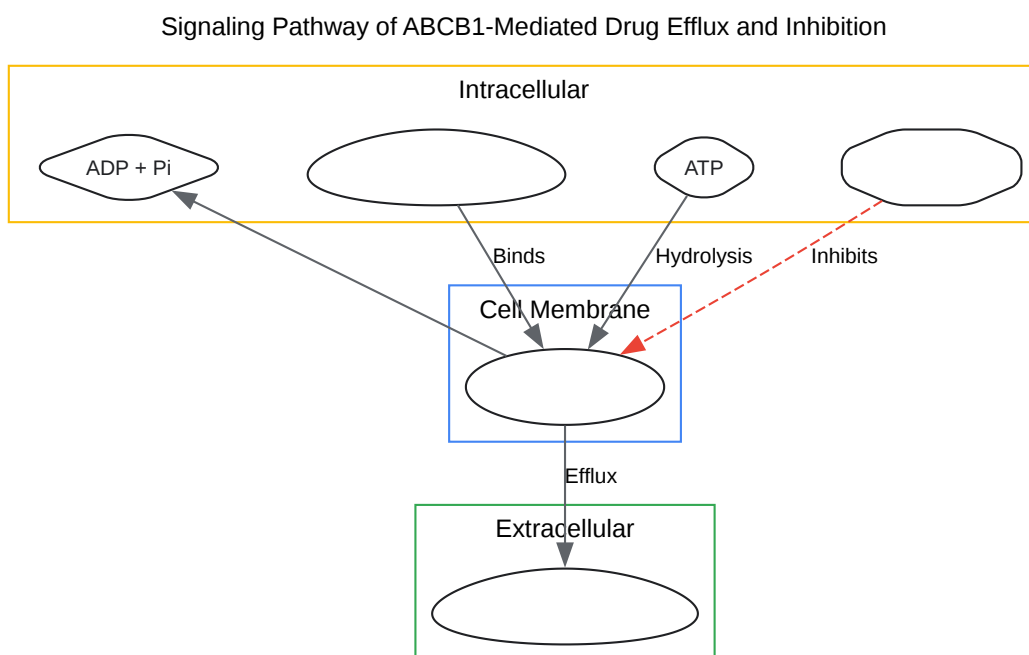 Signaling Pathway of ABCB1-Mediated Drug Efflux and Inhibition
Intracellular
ADP + Pi
ATP
Binds
Hydrolysis
Inhibits
Cell Membrane
Efflux
Extracellular